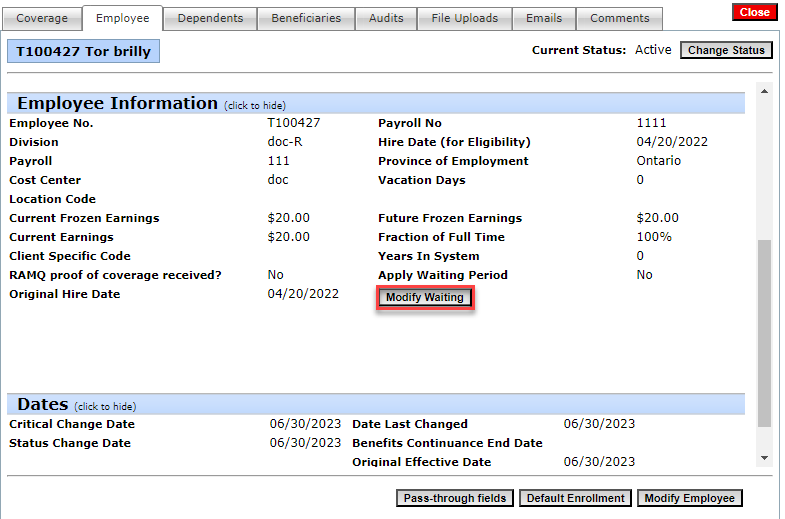 Coverage Employee Dependents Beneficiaries Audits File Uploads Emails Comments Close
T100427 Tor brilly Current Status: Active Change Status
Employee Information (click to hide)
Employee No. T100427 Payroll No 1111
Division doc-R Hire Date (for Eligibility) 04/20/2022
Payroll 111 Province of Employment Ontario
Cost Center doc Vacation Days 0
Location Code
Current Frozen Earnings $20.00 Future Frozen Earnings $20.00
Current Earnings $20.00 Fraction of Full Time 100%
Client Specific Code Years In System 0
RAMQ proof of coverage received? No Apply Waiting Period No
Original Hire Date 04/20/2022 Modify Waiting
Dates (click to hide)
Critical Change Date 06/30/2023 Date Last Changed 06/30/2023
Status Change Date 06/30/2023 Benefits Continuance End Date
Original Effective Date 06/30/2023
Pass-through fields Default Enrollment Modify Employee